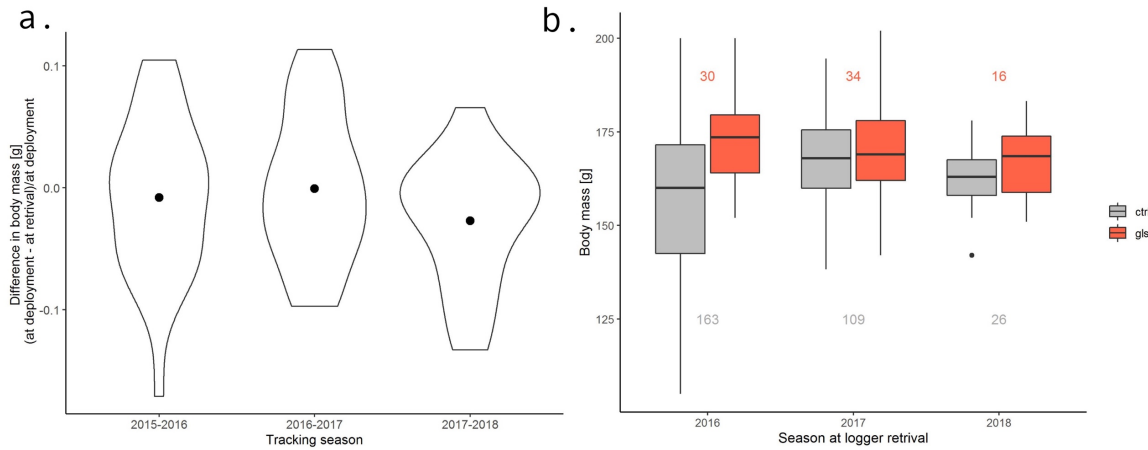 a.
Difference in body mass [g]
(at deployment - at retrival)/at deployment
0.1
0.0
-0.1
2015-2016
2016-2017
2017-2018
Tracking season
b.
Body mass [g]
200
175
150
125
30
34
16
163
109
26
2016
2017
2018
Season at logger retrival
ctr
gls